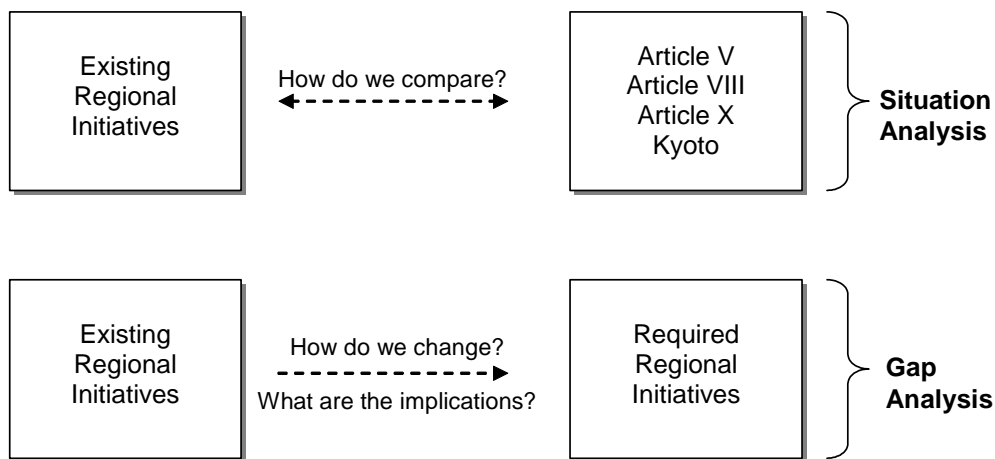 Existing
Regional
Initiatives
How do we compare?
Article V
Article VIII
Article X
Kyoto
Situation
Analysis
Existing
Regional
Initiatives
How do we change?
What are the implications?
Required
Regional
Initiatives
Gap
Analysis